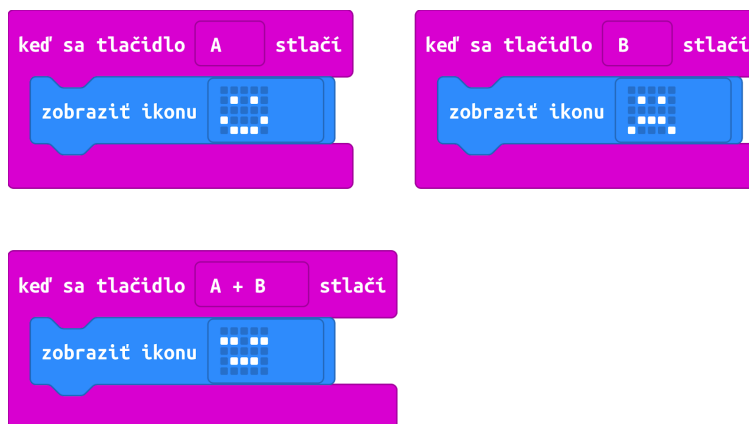 keď sa tlačidlo A stlačí
zobraziť ikonu
keď sa tlačidlo B stlačí
zobraziť ikonu
keď sa tlačidlo A + B stlačí
zobraziť ikonu